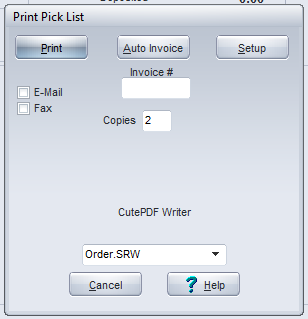 Print Pick List
Print Auto Invoice Setup
Invoice #
E-Mail
Fax
Copies 2
CutePDF Writer
Order.SRW
Cancel ? Help